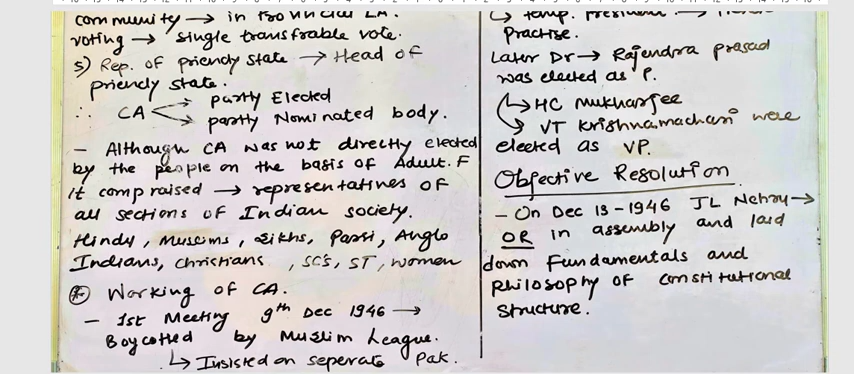 community → in Provincial LA.
voting → single transfrable vote.
5) Rep. of priendy state → Head of
priendy state.
∴ CA → partly Elected
→ partly Nominated body.
- Although CA was not directly elected
by the people on the basis of Adult. F
it compraised → representatines of
all sections of Indian society.
Hindy, Musims, Sikhs, Parsi, Anglo
Indians, Christians, SC's, ST, women
Working of CA.
- 1st Meeting 9th Dec 1946 →
Boycotted by Muslim League.
↳ Insisted on seperate Pak.
↳ Temp. President →
Practise.
Later Dr → Rajendra prasad
was elected as P.
↳ HC Mukharjee
↳ VT Krishnamachari were
elected as VP.
Objective Resolution
- On Dec 13-1946 JL Nehru →
OR in assembly and laid
down Fundamentals and
Philosophy of constitutional
structure.